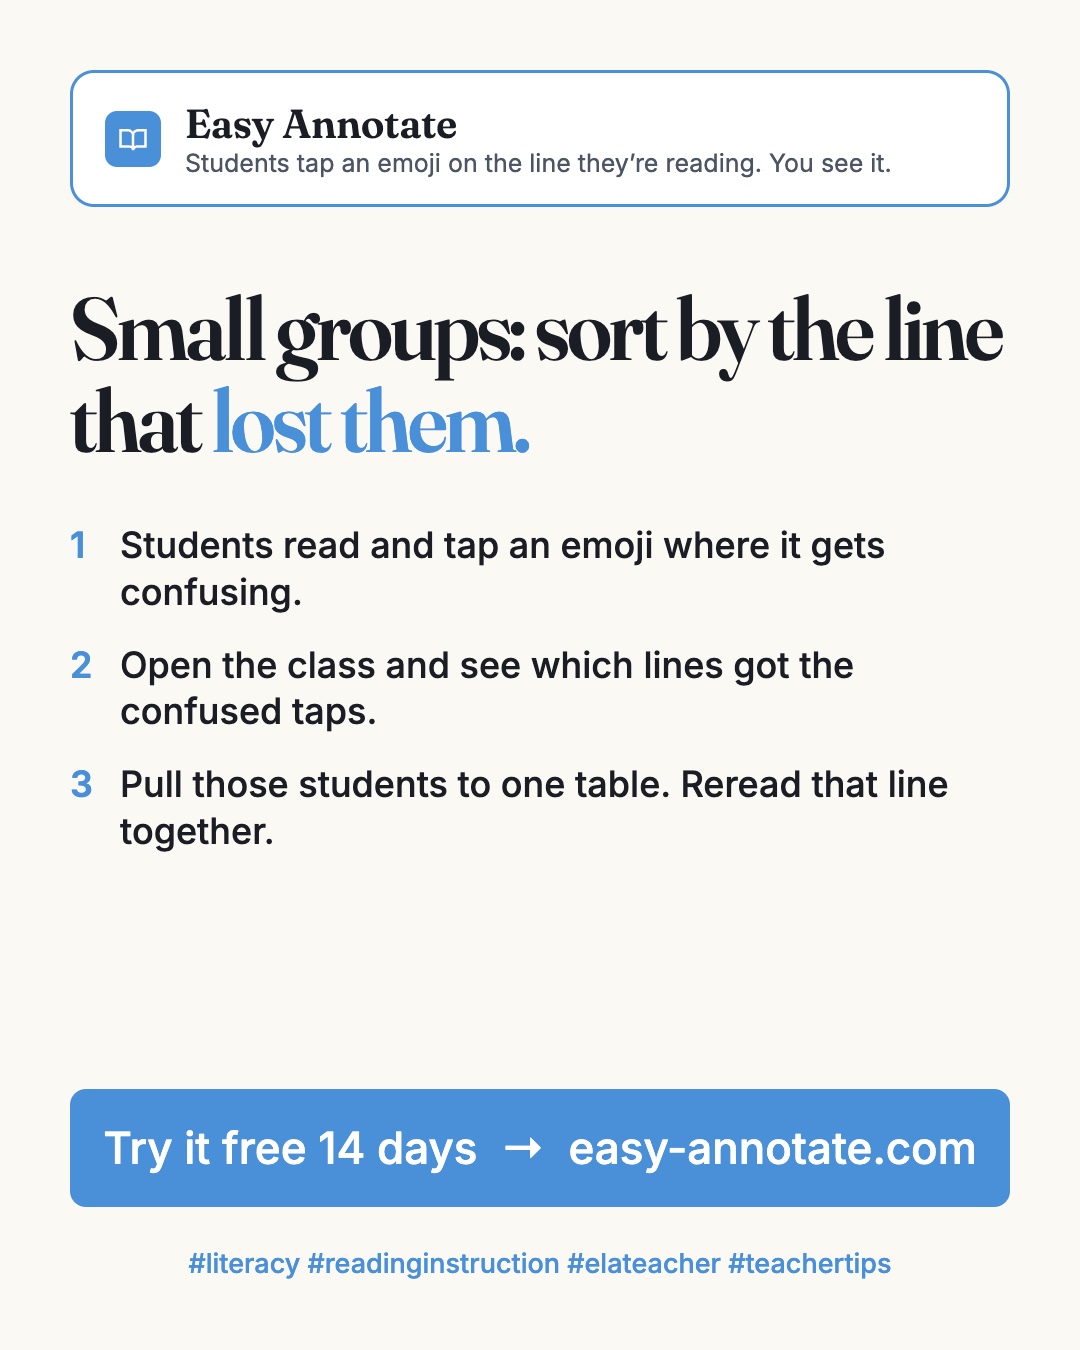 Easy Annotate
Students tap an emoji on the line they’re reading. You see it.
Small groups: sort by the line
that lost them.
1 Students read and tap an emoji where it gets
confusing.
2 Open the class and see which lines got the
confused taps.
3 Pull those students to one table. Reread that line
together.
Try it free 14 days → easy-annotate.com
#literacy #readinginstruction #elateacher #teachertips